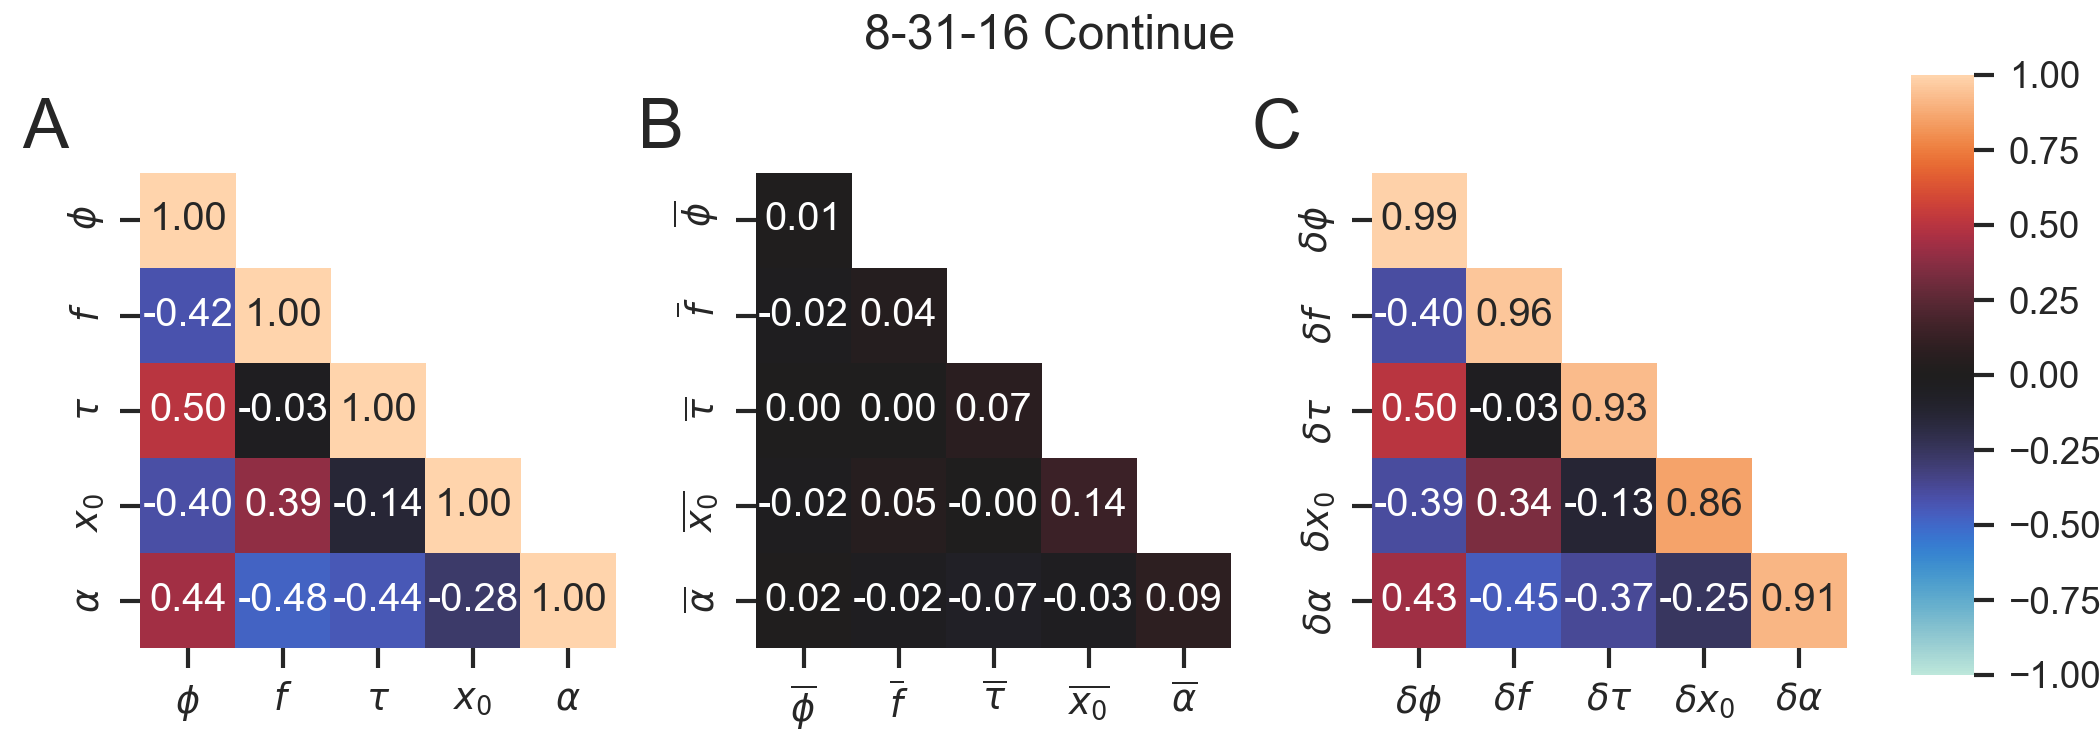 8-31-16 Continue
A
ϕ 1.00
f -0.42 1.00
τ 0.50 -0.03 1.00
x₀ -0.40 0.39 -0.14 1.00
α 0.44 -0.48 -0.44 -0.28 1.00
ϕ f τ x₀ α
B
ϕ̅ 0.01
f̅ -0.02 0.04
τ̅ 0.00 0.00 0.07
x̅₀̅ -0.02 0.05 -0.00 0.14
α̅ 0.02 -0.02 -0.07 -0.03 0.09
ϕ̅ f̅ τ̅ x̅₀̅ α̅
C
δϕ 0.99
δf -0.40 0.96
δτ 0.50 -0.03 0.93
δx₀ -0.39 0.34 -0.13 0.86
δα 0.43 -0.45 -0.37 -0.25 0.91
δϕ δf δτ δx₀ δα
1.00
0.75
0.50
0.25
0.00
−0.25
−0.50
−0.75
−1.00